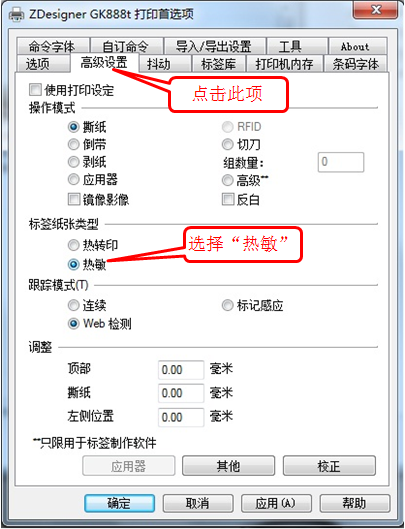 ZDesigner GK888t 打印首选项
命令字体 自订命令 导入/导出设置 工具 About
选项 高级设置 抖动 标签库 打印机内存 条码字体
点击此项
使用打印设定
操作模式
撕纸 RFID
倒带 切刀
剥纸 组数量： 0
应用器 高级**
镜像影像 反白
标签纸张类型
热转印
选择“热敏”
热敏
跟踪模式(T)
连续 标记感应
Web 检测
调整
顶部 0.00 毫米
撕纸 0.00 毫米
左侧位置 0.00 毫米
**只限用于标签制作软件
应用器 其他 校正
确定 取消 应用(A) 帮助